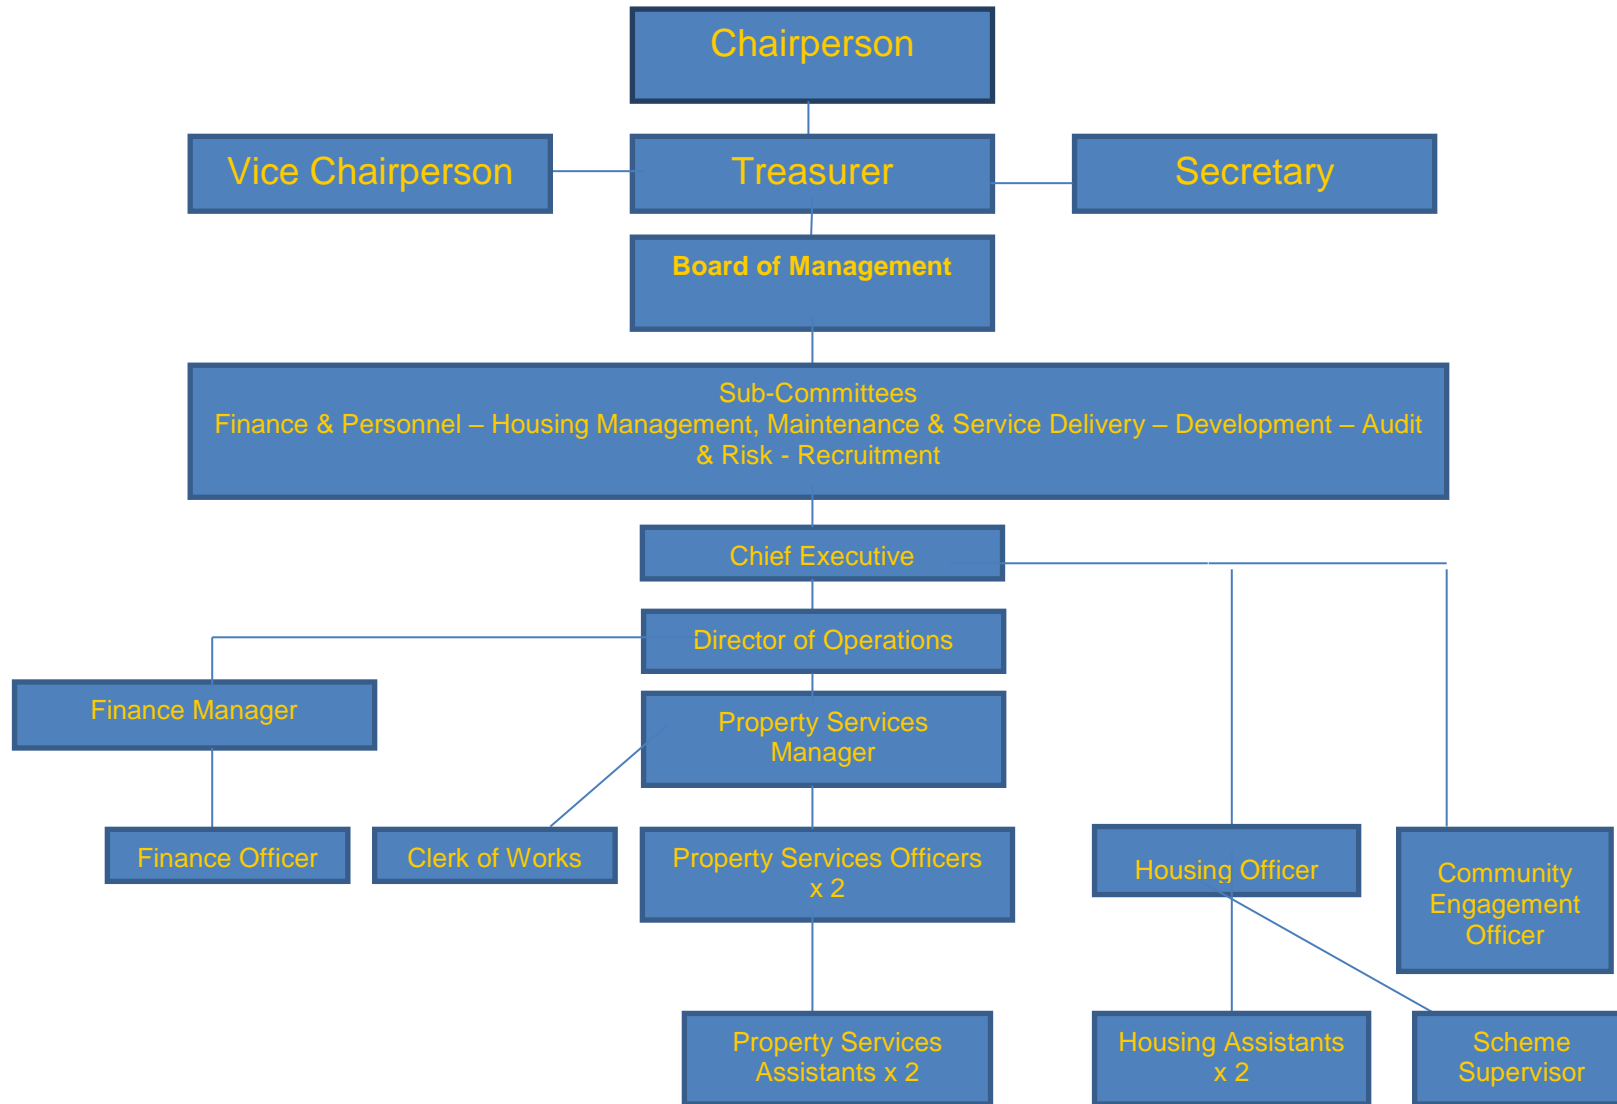 Chairperson
Vice Chairperson
Treasurer
Secretary
Board of Management
Sub-Committees
Finance & Personnel – Housing Management, Maintenance & Service Delivery – Development – Audit
& Risk - Recruitment
Chief Executive
Director of Operations
Finance Manager
Property Services
Manager
Finance Officer
Clerk of Works
Property Services Officers
x 2
Housing Officer
Community
Engagement
Officer
Property Services
Assistants x 2
Housing Assistants
x 2
Scheme
Supervisor